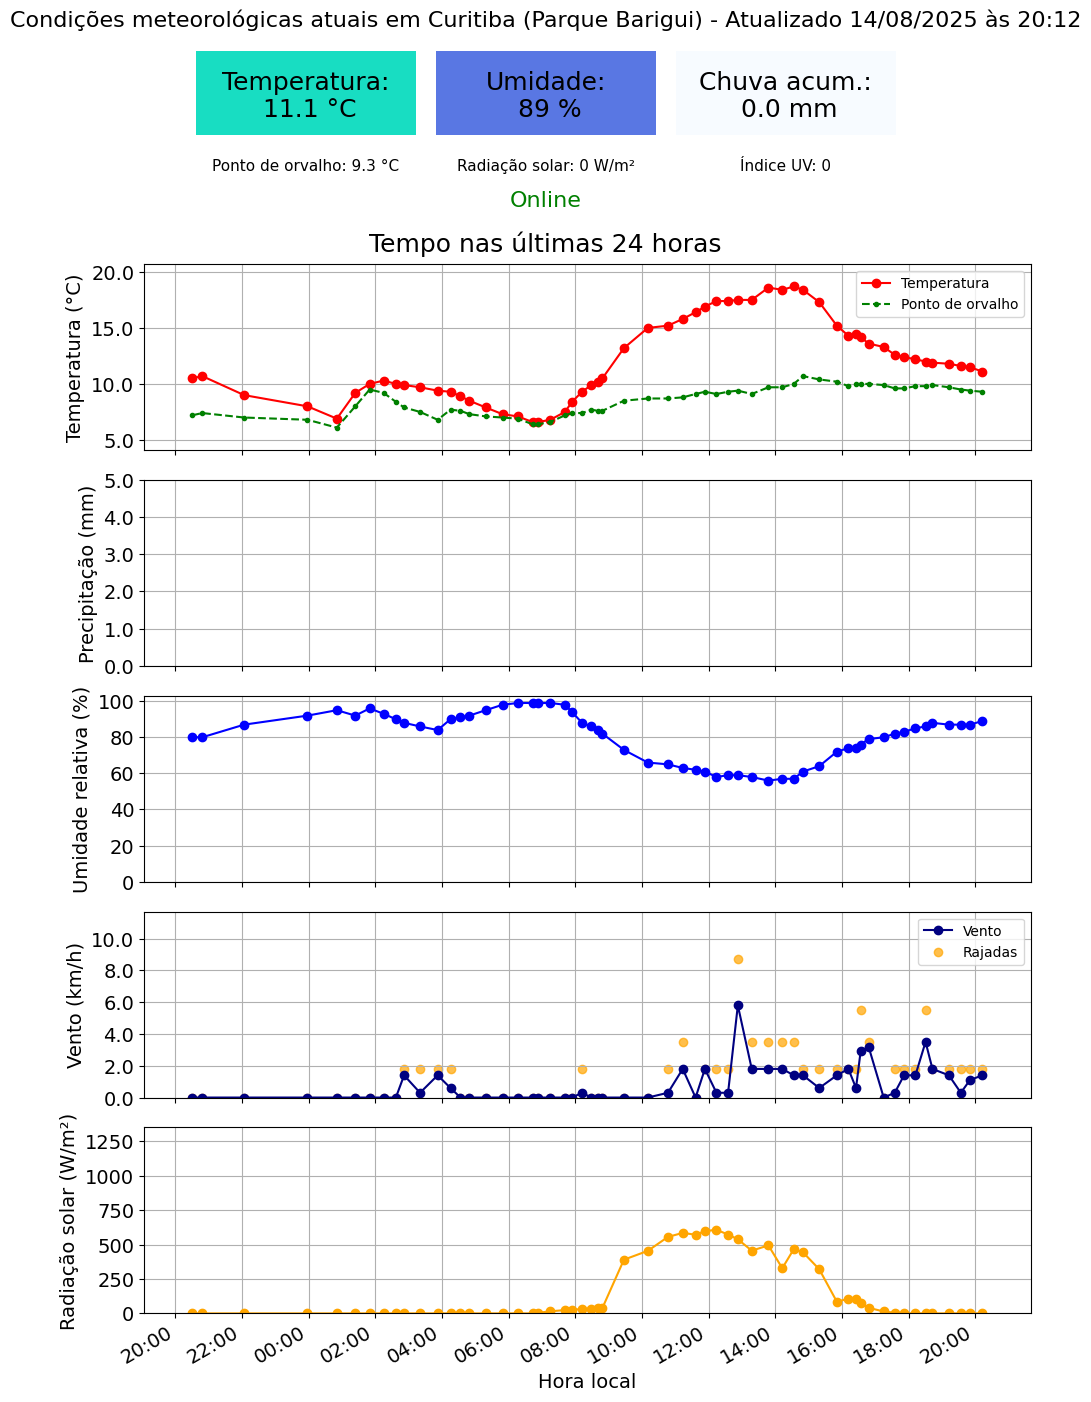 Condições meteorológicas atuais em Curitiba (Parque Barigui) - Atualizado 14/08/2025 às 20:12
Temperatura:
11.1 °C
Umidade:
89 %
Chuva acum.:
0.0 mm
Ponto de orvalho: 9.3 °C
Radiação solar: 0 W/m²
Índice UV: 0
Online
Tempo nas últimas 24 horas
Temperatura (°C)
20.0
15.0
10.0
5.0
Temperatura
Ponto de orvalho
Precipitação (mm)
5.0
4.0
3.0
2.0
1.0
0.0
Umidade relativa (%)
100
80
60
40
20
0
Vento (km/h)
10.0
8.0
6.0
4.0
2.0
0.0
Vento
Rajadas
Radiação solar (W/m²)
1250
1000
750
500
250
0
20:00
22:00
00:00
02:00
04:00
06:00
08:00
10:00
12:00
14:00
16:00
18:00
20:00
Hora local